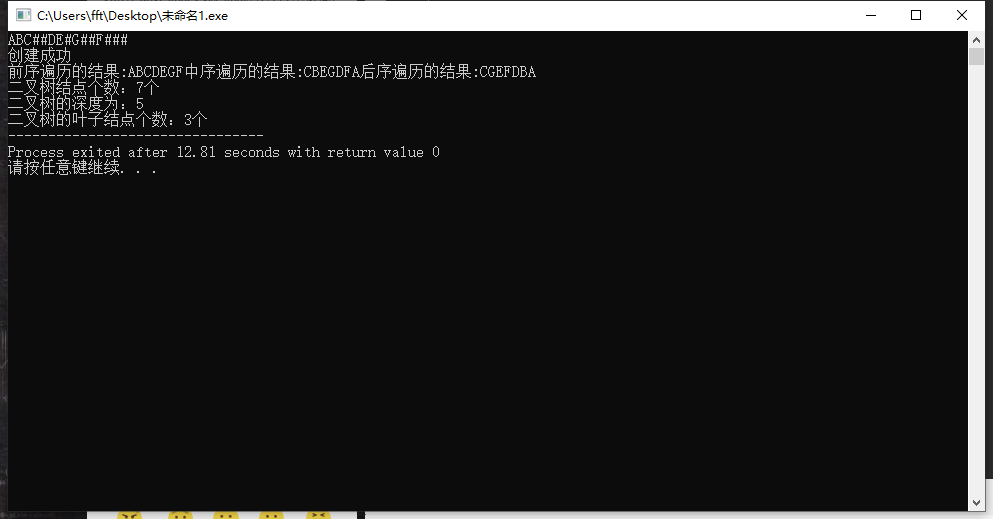 C:\Users\fft\Desktop\未命名1.exe
ABC##DE#G##F###
创建成功
前序遍历的结果:ABCDEGF中序遍历的结果:CBEGDFA后序遍历的结果:CGEFDBA
二叉树结点个数: 7个
二叉树的深度为: 5
二叉树的叶子结点个数: 3个
--------------------------------
Process exited after 12.81 seconds with return value 0
请按任意键继续. . .